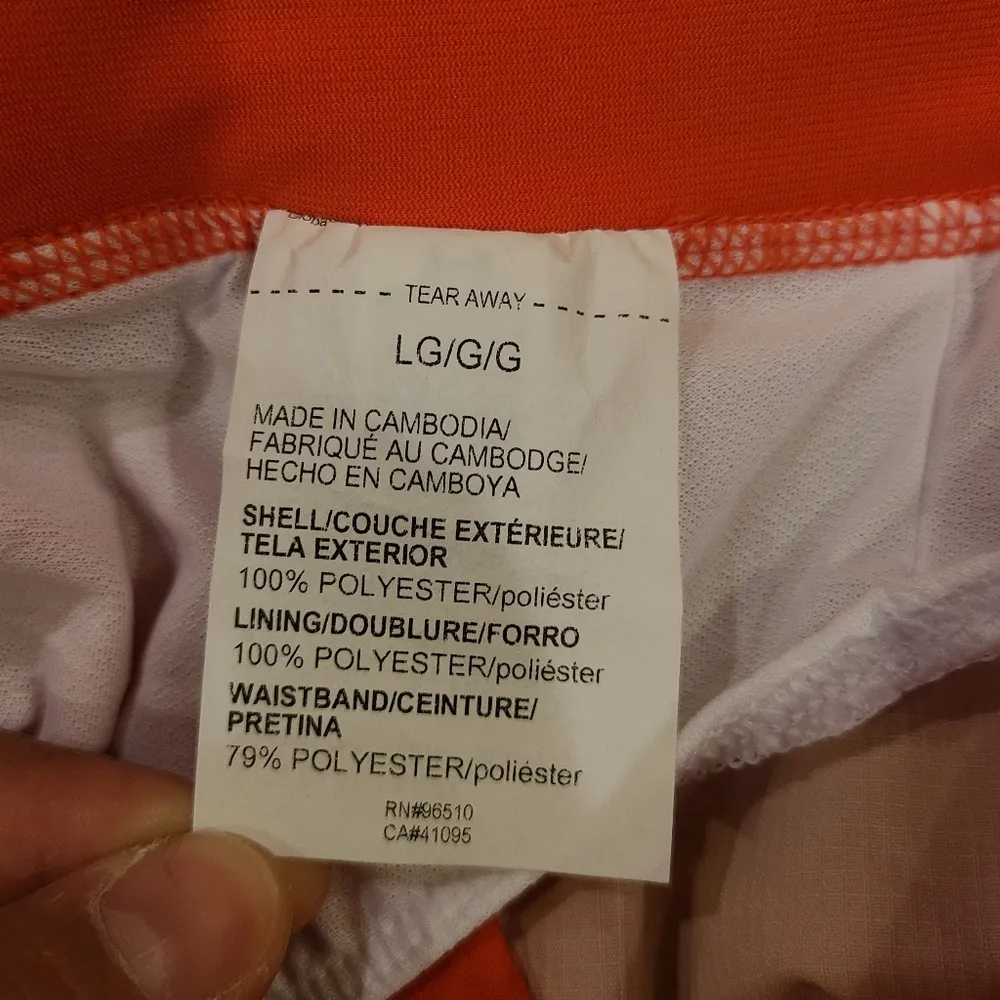 TEAR AWAY
LG/G/G
MADE IN CAMBODIA/
FABRIQUÉ AU CAMBODGE/
HECHO EN CAMBOYA
SHELL/COUCHE EXTÉRIEURE/
TELA EXTERIOR
100% POLYESTER/poliéster
LINING/DOUBLURE/FORRO
100% POLYESTER/poliéster
WAISTBAND/CEINTURE/
PRETINA
79% POLYESTER/poliéster
RN#96510
CA#41095